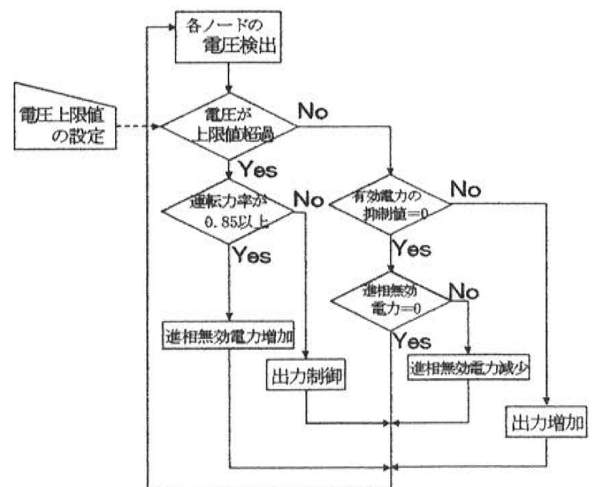 各ノードの
電圧検出
電圧上限値
の設定
電圧が
上限値超過
No
Yes
運転力率が
0.85以上
No
Yes
有効電力の
抑制値=0
No
Yes
進相無効
電力=0
No
Yes
進相無効電力増加
出力制御
進相無効電力減少
出力増加